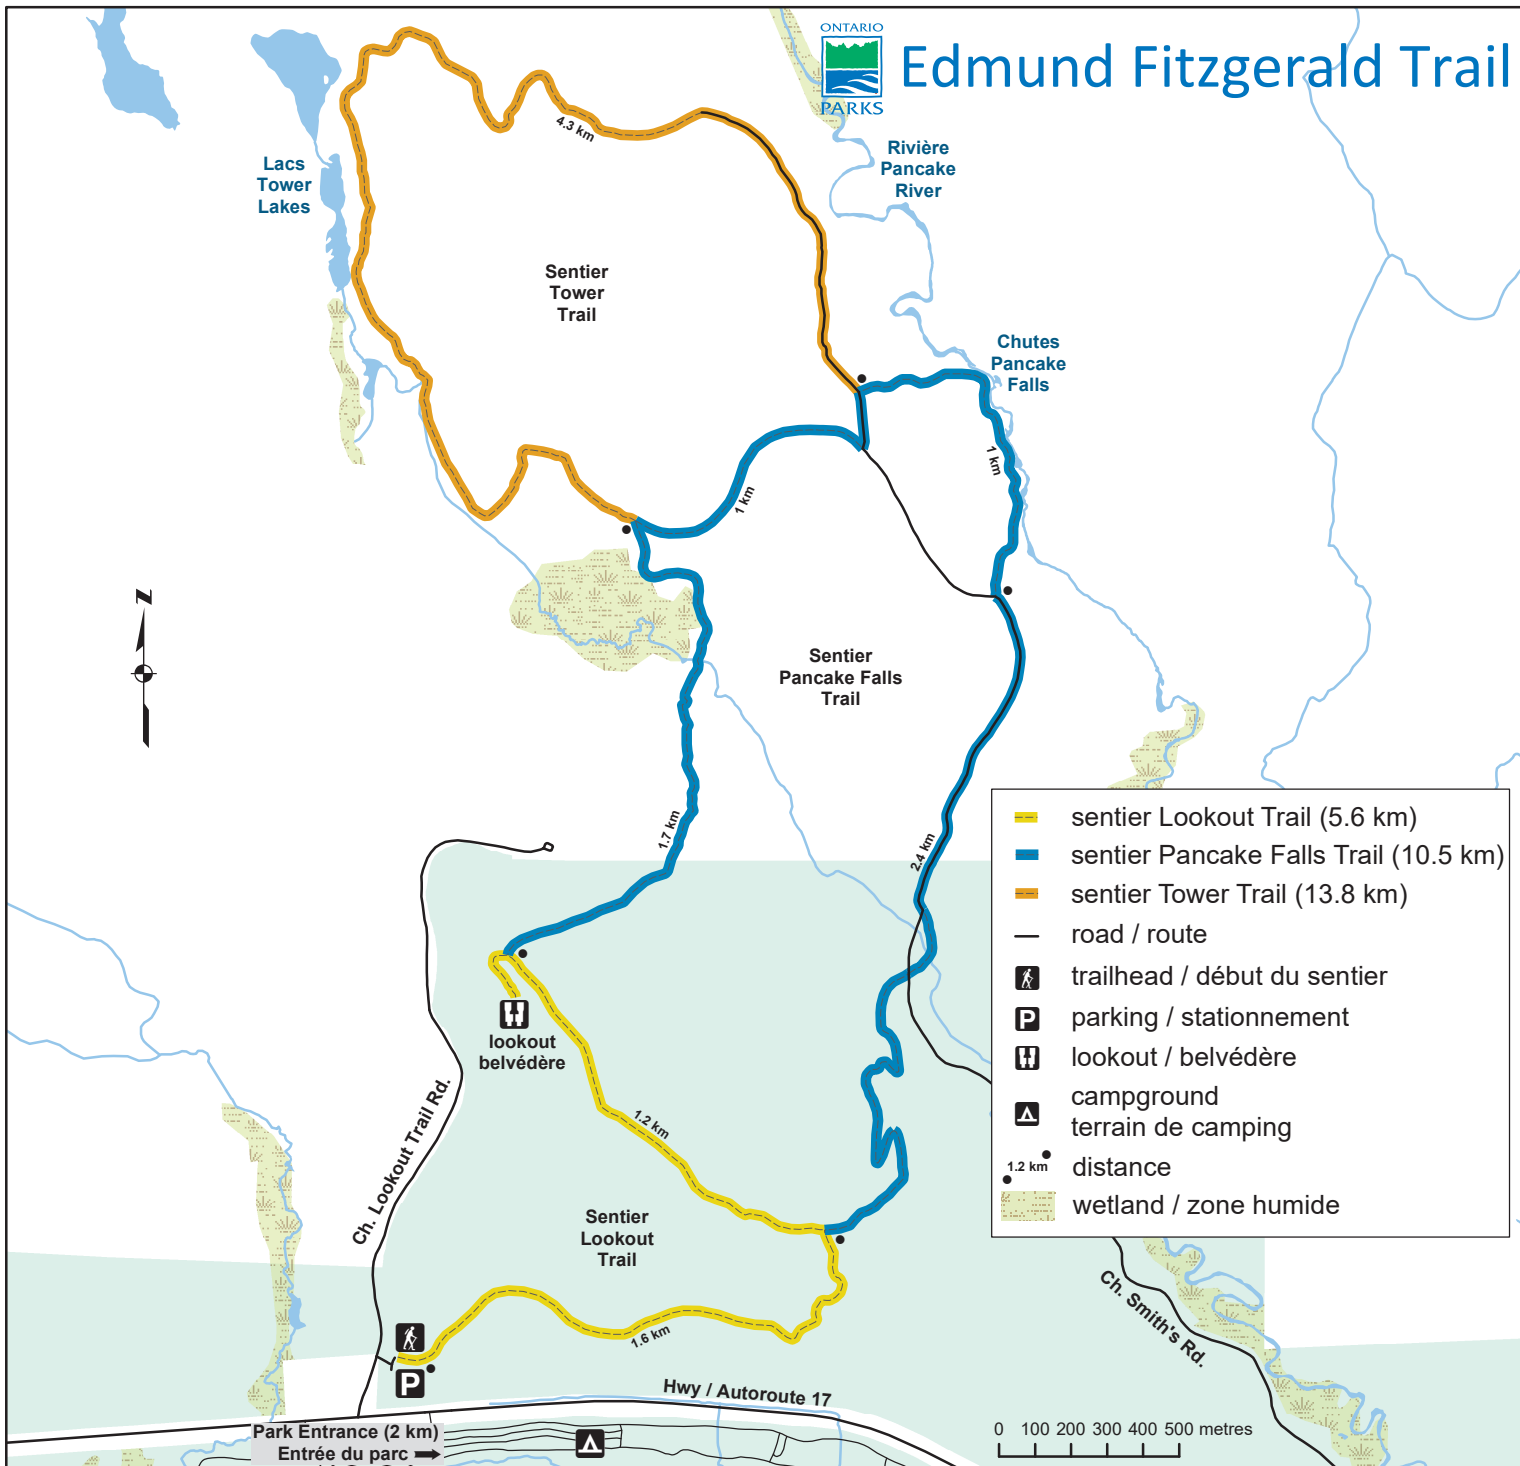 ONTARIO
PARKS
Edmund Fitzgerald Trail
4.3 km
Rivière
Pancake
River
Lacs
Tower
Lakes
Sentier
Tower
Trail
Chutes
Pancake
Falls
1 km
1 km
Z
Sentier
Pancake Falls
Trail
1.7 km
2.4 km
sentier Lookout Trail (5.6 km)
sentier Pancake Falls Trail (10.5 km)
sentier Tower Trail (13.8 km)
road / route
trailhead / début du sentier
P
parking / stationnement
lookout / belvédère
campground
terrain de camping
1.2 km
distance
wetland / zone humide
lookout
belvédère
1.2 km
Ch. Lookout Trail Rd.
Sentier
Lookout
Trail
Ch. Smith's Rd.
1.6 km
P
Hwy / Autoroute 17
Park Entrance (2 km)
Entrée du parc
0 100 200 300 400 500 metres